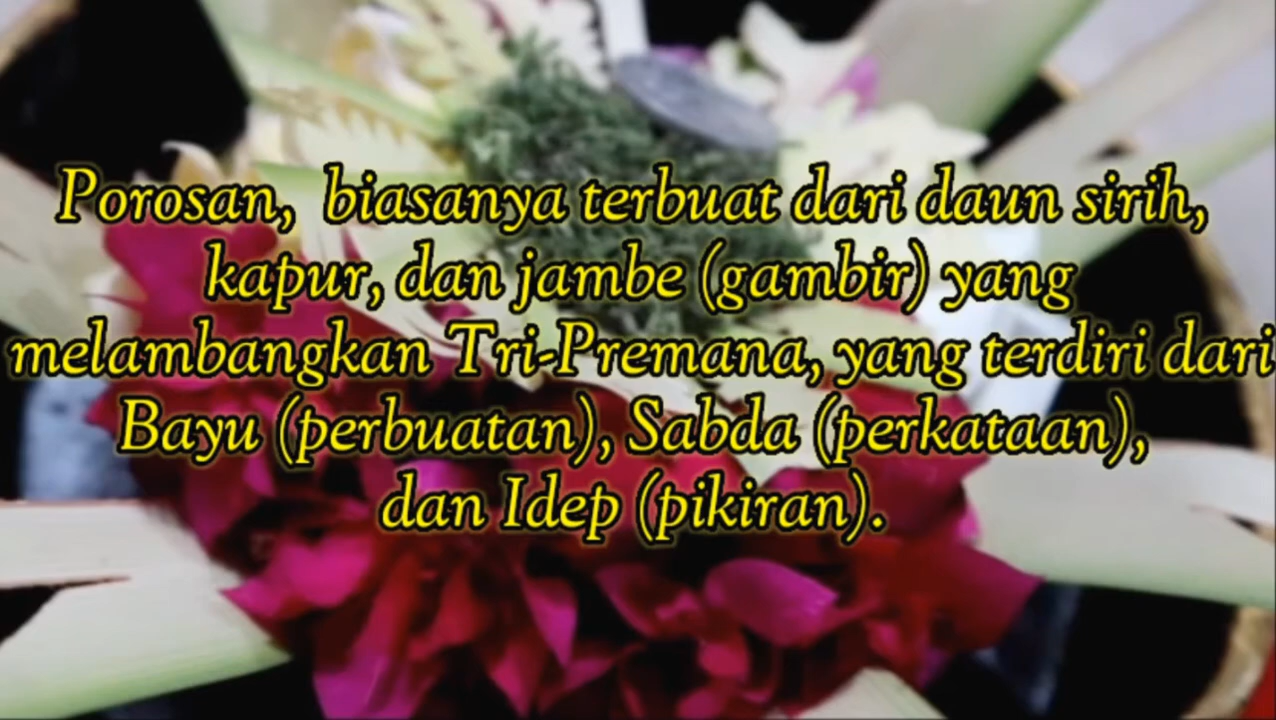 Porosan, biasanya terbuat dari daun sirih,
kapur, dan jambe (gambir) yang
melambangkan Tri-Premana, yang terdiri dari
Bayu (perbuatan), Sabda (perkataan),
dan Idep (pikiran).